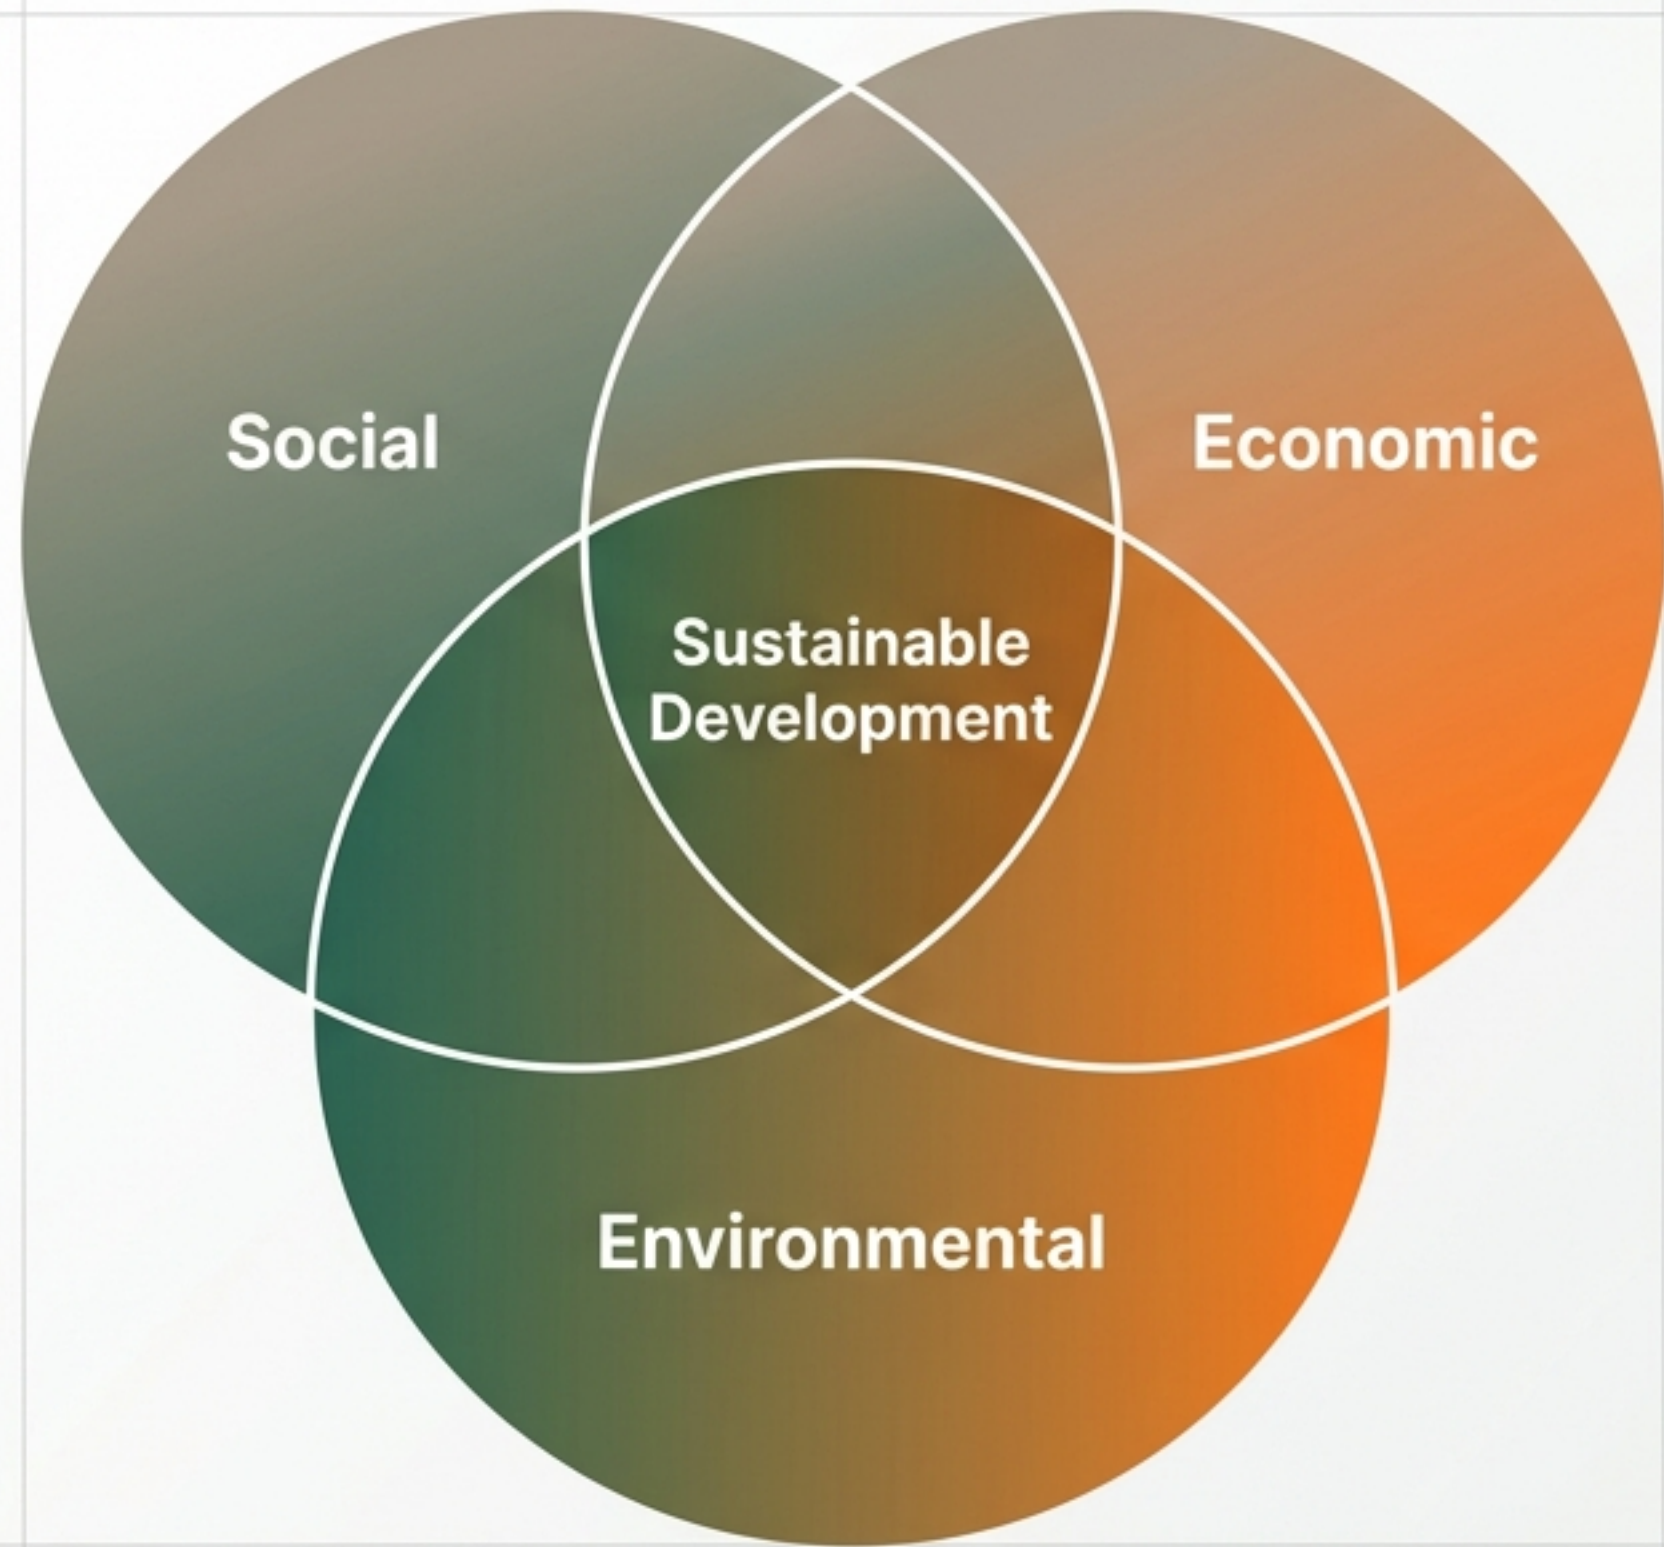 Social
Economic
Sustainable
Development
Environmental